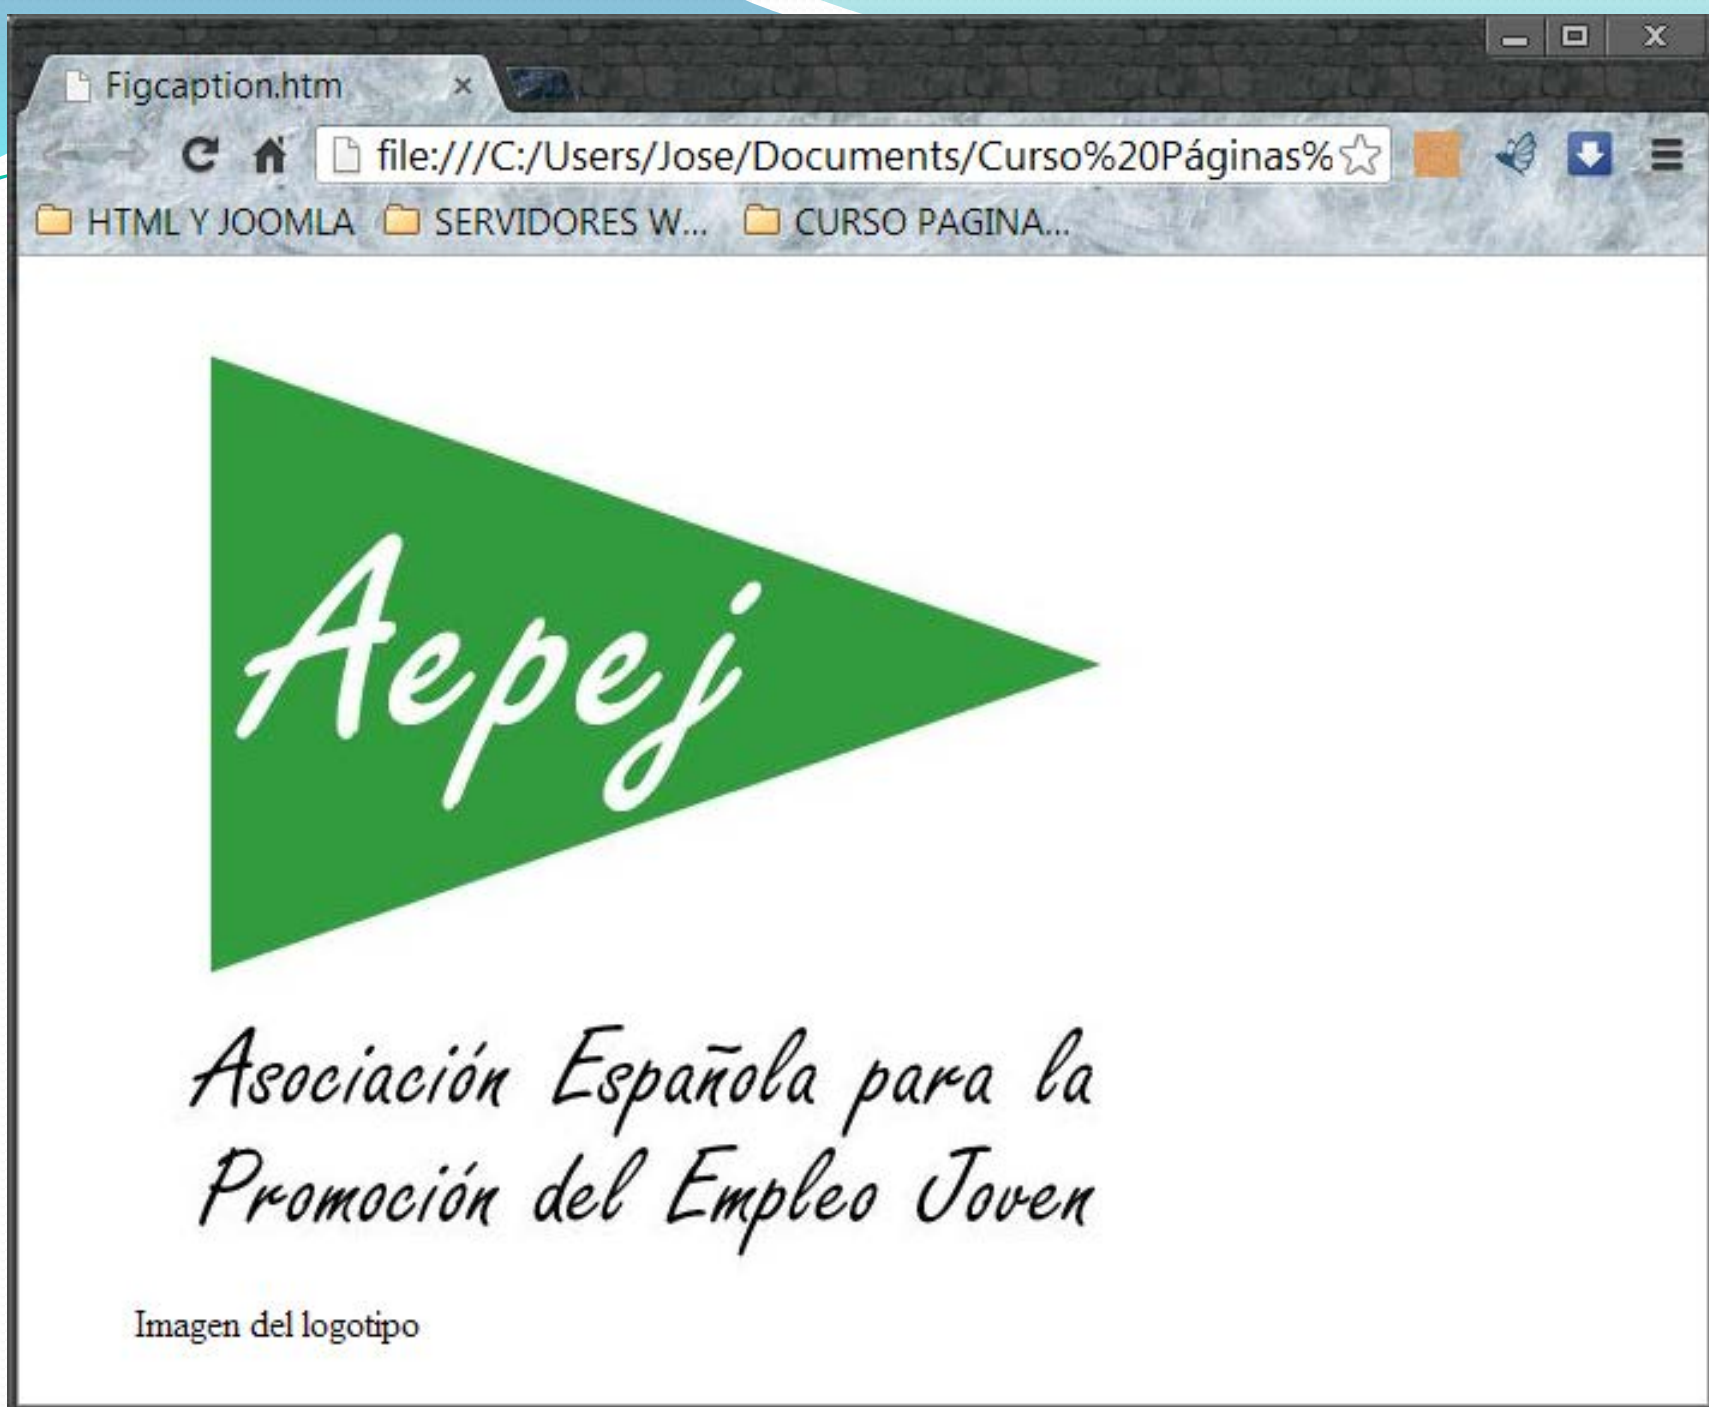 Figcaption.htm
file:///C:/Users/Jose/Documents/Curso%20Páginas%
HTML Y JOOMLA SERVIDORES W... CURSO PAGINA...
Aepej
Asociación Española para la
Promoción del Empleo Joven
Imagen del logotipo